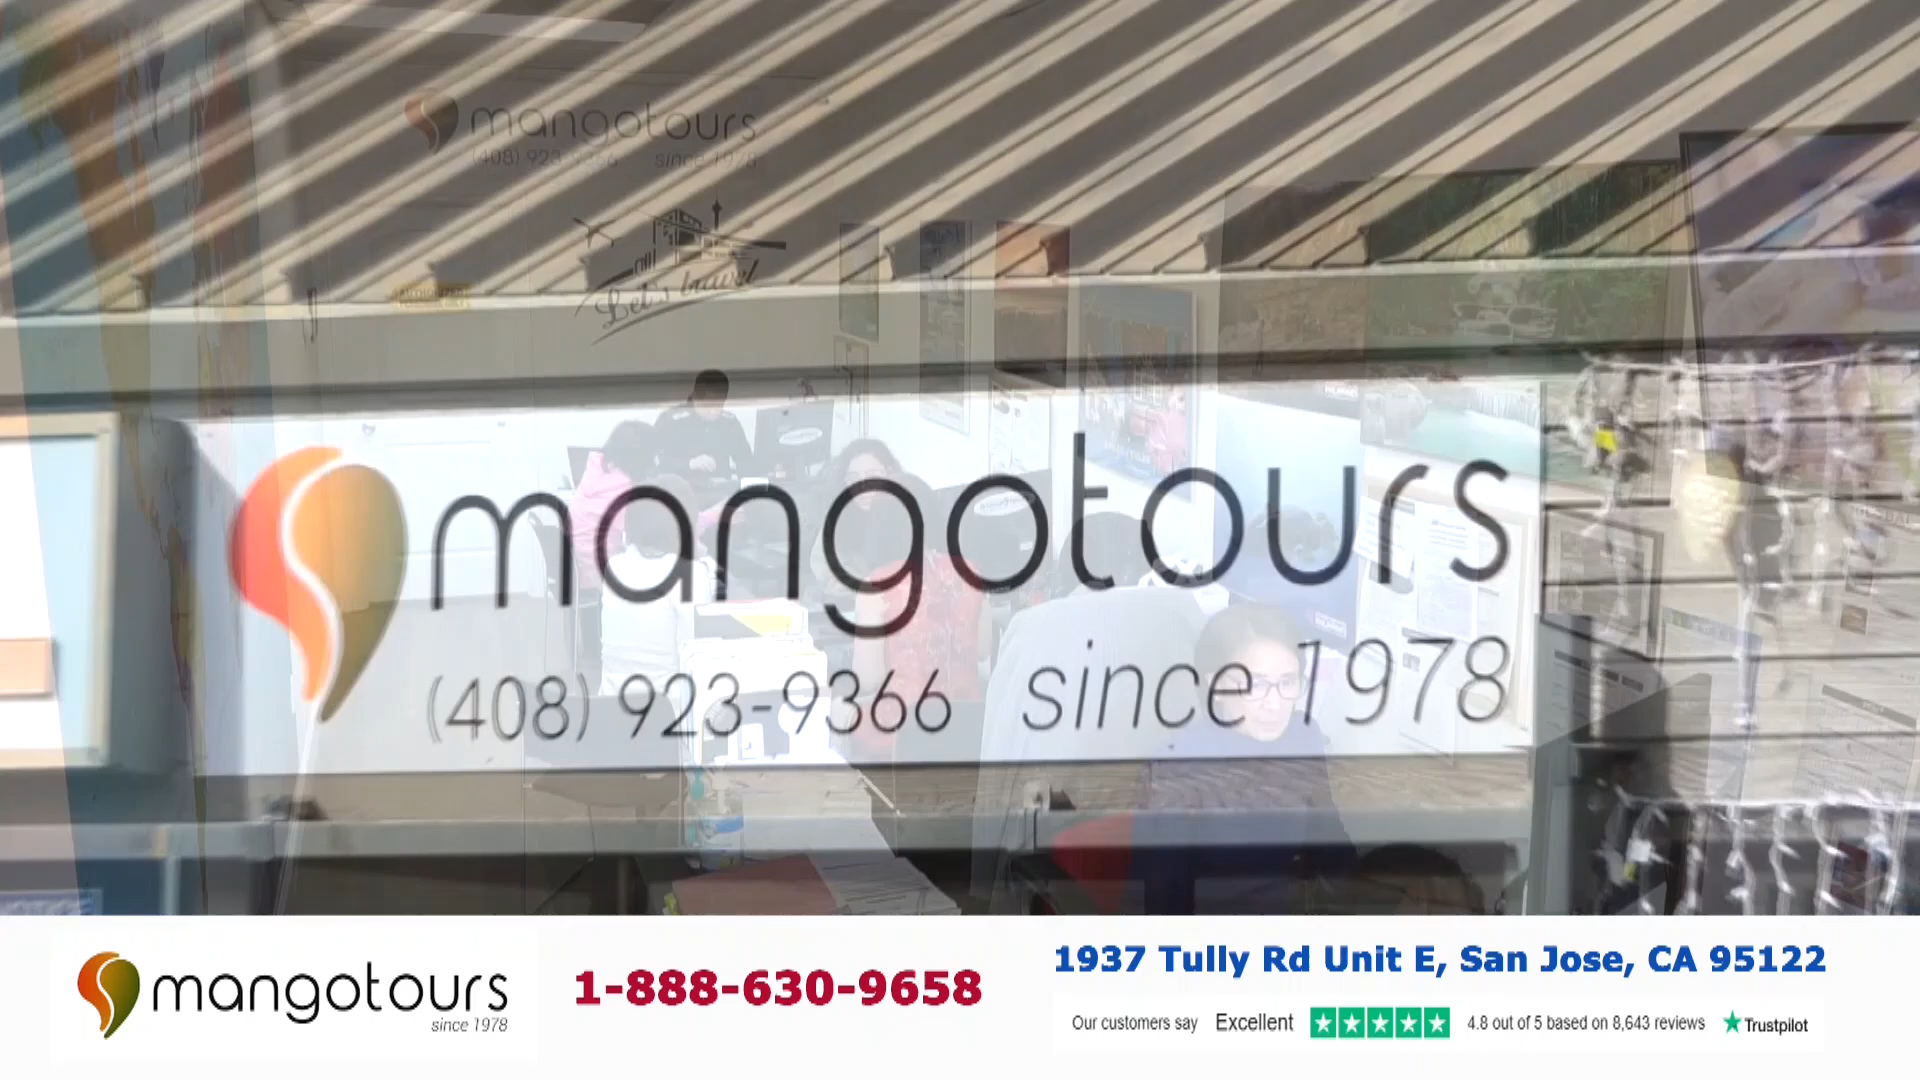 mangotours
(408) 923-9366 since 1978
Let's travel
mangotours
(408) 923-9366 since 1978
mangotours
since 1978
1-888-630-9658
1937 Tully Rd Unit E, San Jose, CA 95122
Our customers say Excellent 4.8 out of 5 based on 8,643 reviews Trustpilot